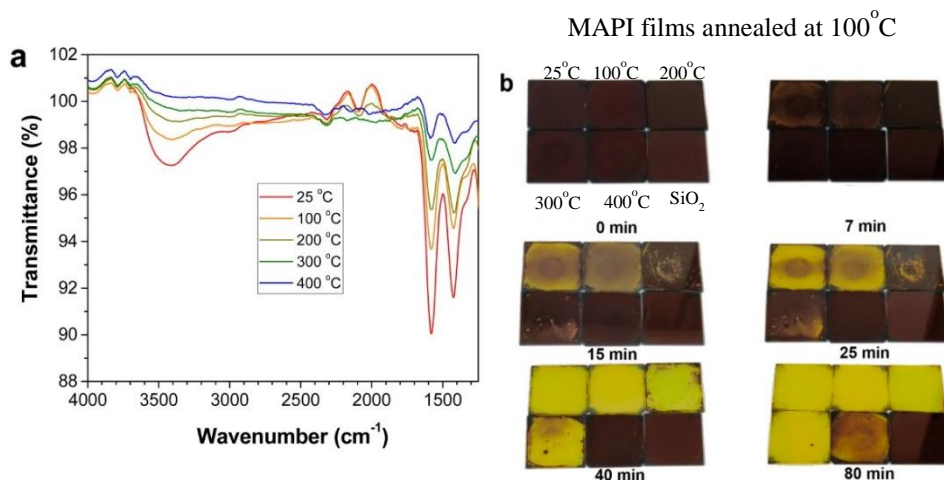 MAPI films annealed at 100°C
a
102
100
98
96
94
92
90
88
Transmittance (%)
4000 3500 3000 2500 2000 1500
Wavenumber (cm⁻¹)
25 °C
100 °C
200 °C
300 °C
400 °C
b
25°C 100°C 200°C
300°C 400°C SiO₂
0 min
7 min
15 min
25 min
40 min
80 min